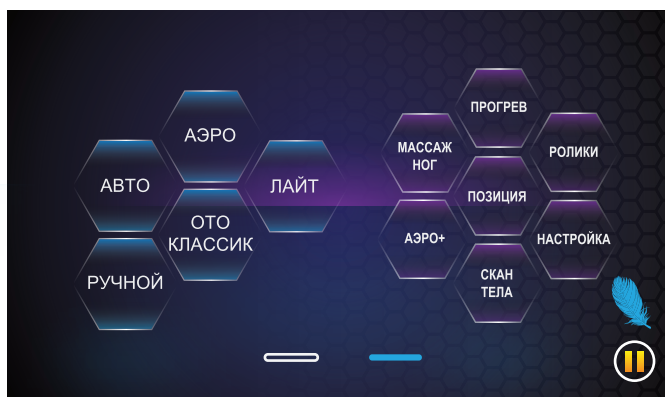 АЭРО
АВТО
ЛАЙТ
ОТО
КЛАССИК
РУЧНОЙ
ПРОГРЕВ
МАССАЖ
НОГ
РОЛИКИ
ПОЗИЦИЯ
АЭРО+
НАСТРОЙКА
СКАН
ТЕЛА